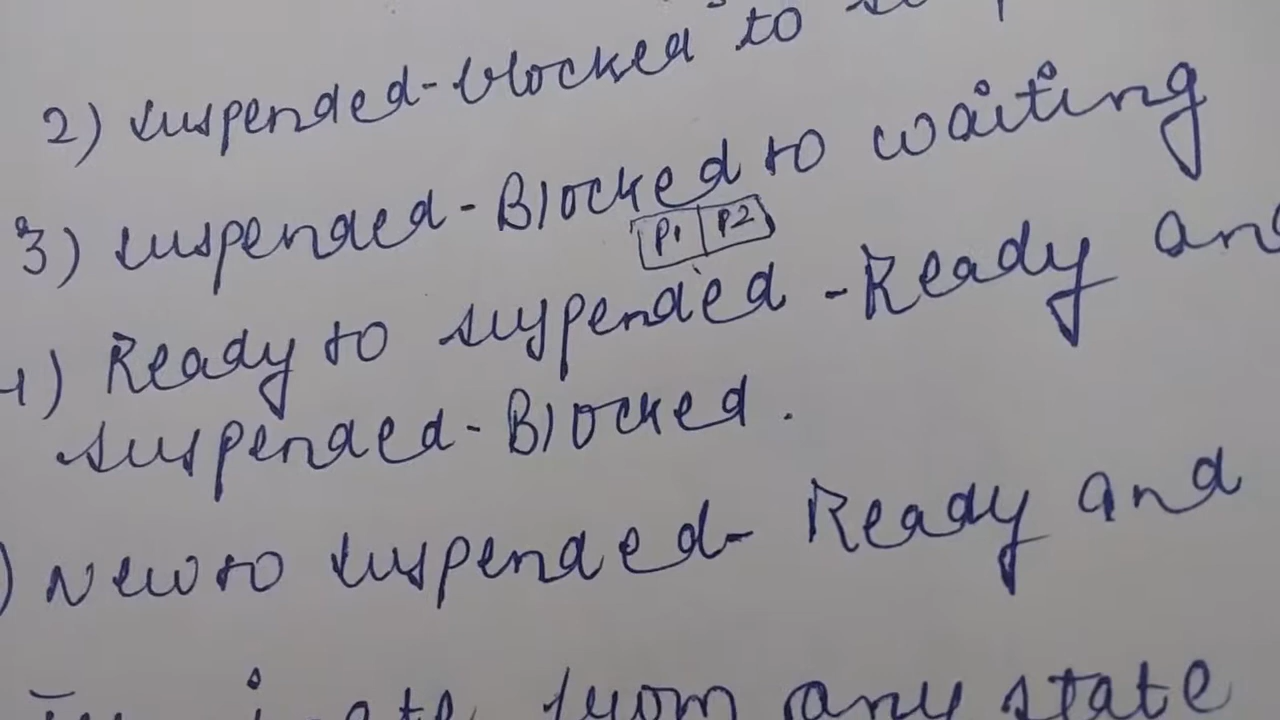 2) suspended-blocked to
3) suspended-Blocked to waiting
P1 P2
4) Ready to suspended-Ready an
suspended-Blocked.
) New to suspended-Ready and
from any state